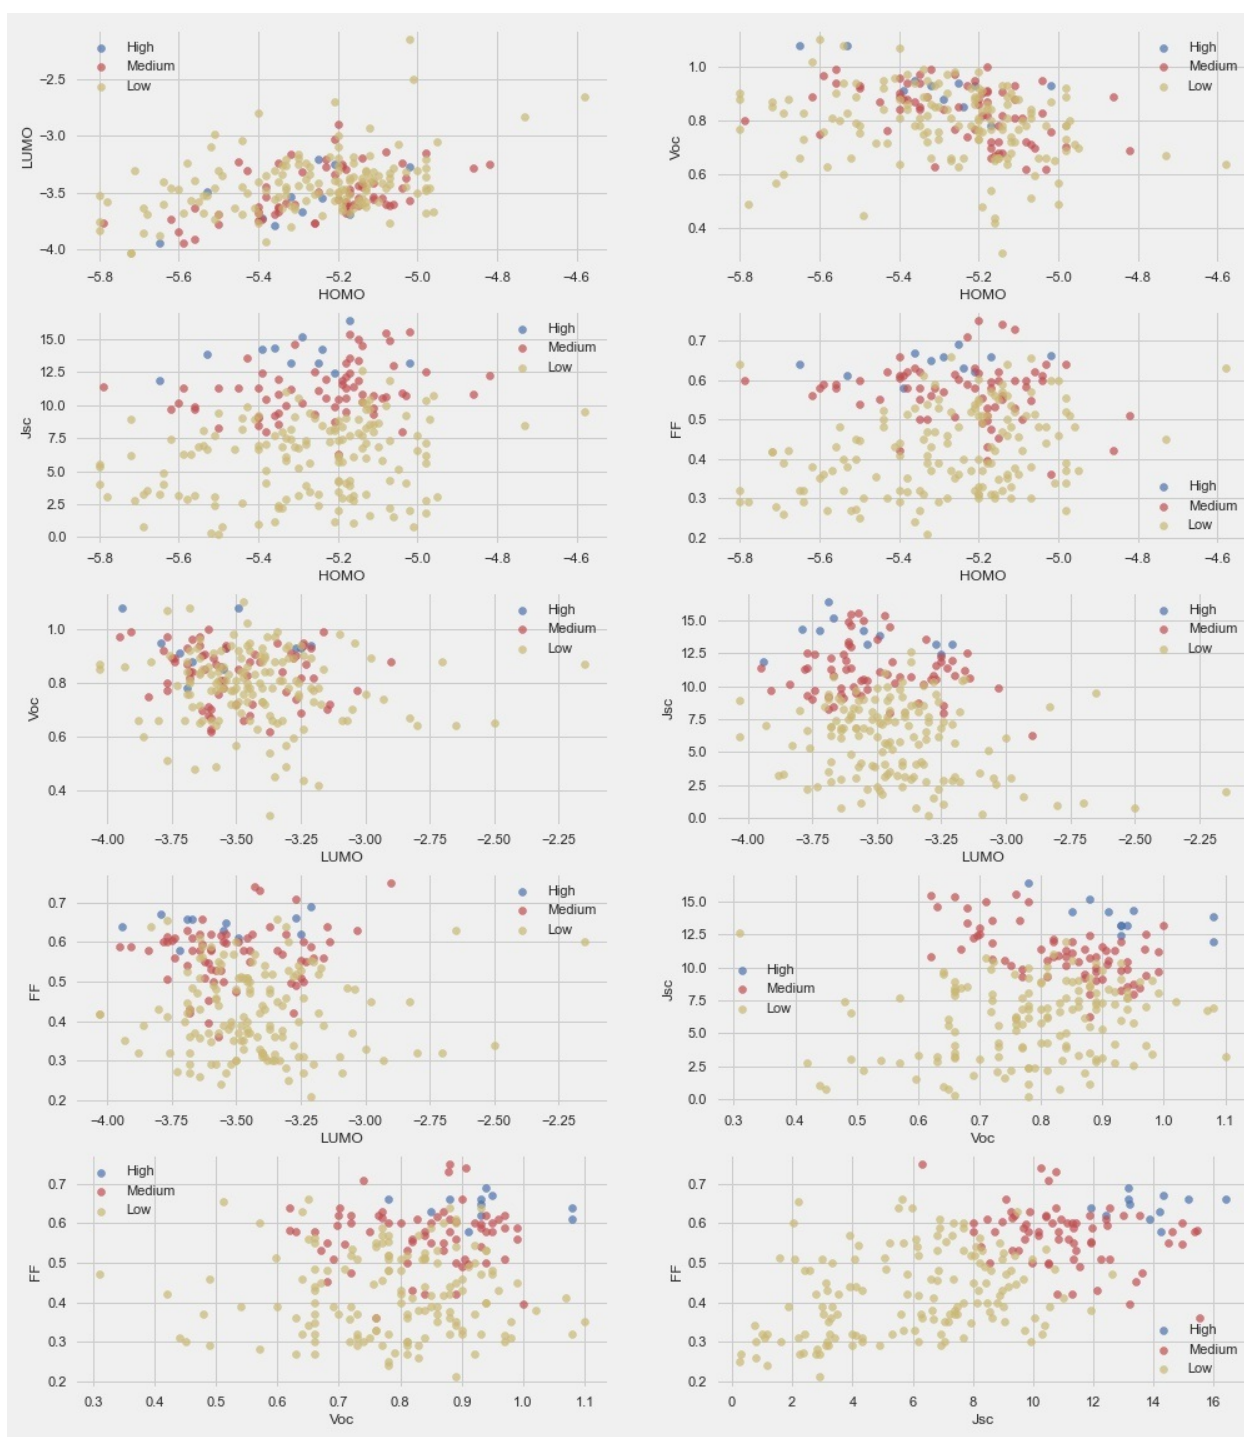 High
Medium
Low
−2.5
−3.0
−3.5
−4.0
LUMO
−5.8 −5.6 −5.4 −5.2 −5.0 −4.8 −4.6
HOMO
High
Medium
Low
1.0
0.8
0.6
0.4
Voc
−5.8 −5.6 −5.4 −5.2 −5.0 −4.8 −4.6
HOMO
High
Medium
Low
15.0
12.5
10.0
7.5
5.0
2.5
0.0
Jsc
−5.8 −5.6 −5.4 −5.2 −5.0 −4.8 −4.6
HOMO
0.7
0.6
0.5
0.4
0.3
0.2
FF
High
Medium
Low
−5.8 −5.6 −5.4 −5.2 −5.0 −4.8 −4.6
HOMO
High
Medium
Low
1.0
0.8
0.6
0.4
Voc
−4.00 −3.75 −3.50 −3.25 −3.00 −2.75 −2.50 −2.25
LUMO
High
Medium
Low
15.0
12.5
10.0
7.5
5.0
2.5
0.0
Jsc
−4.00 −3.75 −3.50 −3.25 −3.00 −2.75 −2.50 −2.25
LUMO
High
Medium
Low
0.7
0.6
0.5
0.4
0.3
0.2
FF
−4.00 −3.75 −3.50 −3.25 −3.00 −2.75 −2.50 −2.25
LUMO
15.0
12.5
10.0
7.5
5.0
2.5
0.0
Jsc
High
Medium
Low
0.3 0.4 0.5 0.6 0.7 0.8 0.9 1.0 1.1
Voc
High
Medium
Low
0.7
0.6
0.5
0.4
0.3
0.2
FF
0.3 0.4 0.5 0.6 0.7 0.8 0.9 1.0 1.1
Voc
0.7
0.6
0.5
0.4
0.3
0.2
FF
High
Medium
Low
0 2 4 6 8 10 12 14 16
Jsc